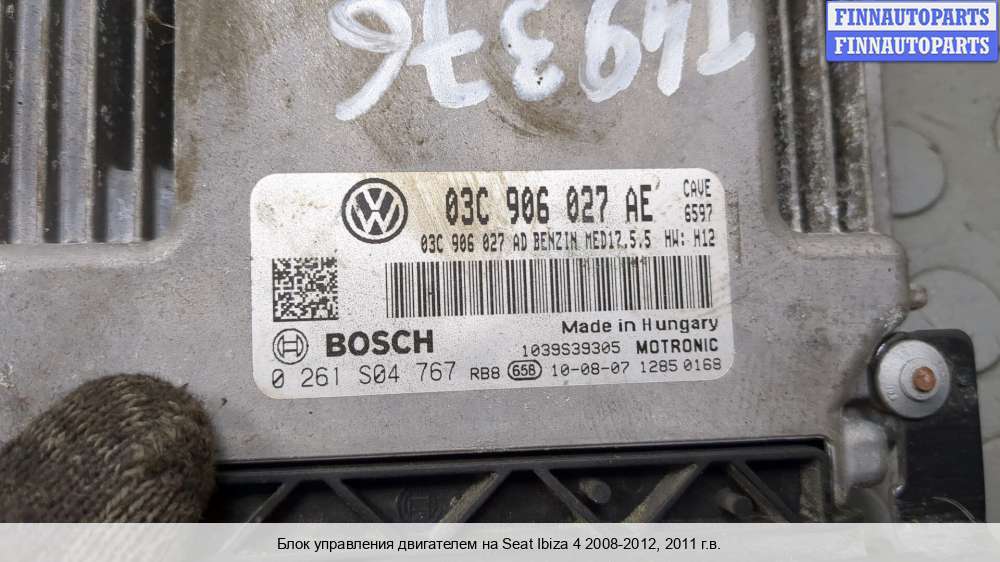 FINNAUTOPARTS
FINNAUTOPARTS
T49376
03C 906 027 AE
CAVE
6597
03C 906 027 AD BENZIN MED17.5.5 HW: H12
Made in Hungary
BOSCH
1039S39305 MOTRONIC
0 261 S04 767 RB8 658 10-08-07 1285 0168
Блок управления двигателем на Seat Ibiza 4 2008-2012, 2011 г.в.